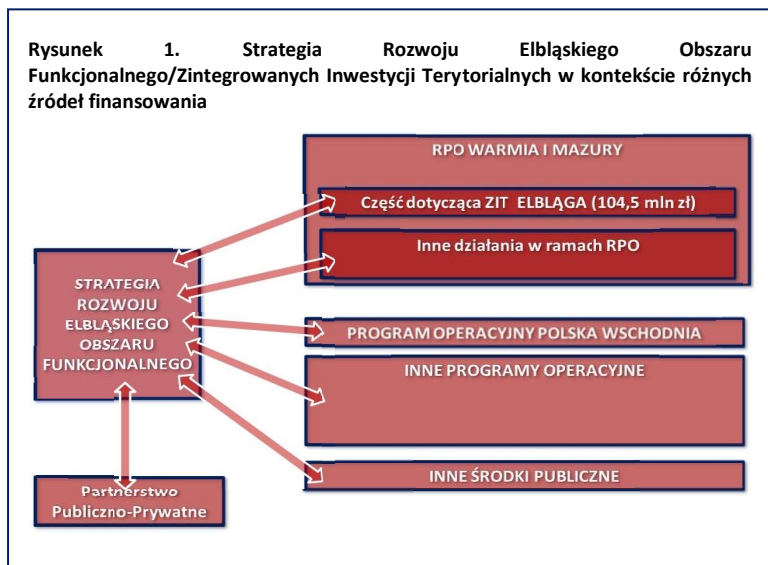 Rysunek 1. Strategia Rozwoju Elbląskiego Obszaru
Funkcjonalnego/Zintegrowanych Inwestycji Terytorialnych w kontekście różnych
źródeł finansowania
RPO WARMIA I MAZURY
Część dotycząca ZIT ELBLĄGA (104,5 mln zł)
Inne działania w ramach RPO
STRATEGIA
ROZWOJU
ELBLĄSKIEGO
OBSZARU
FUNKCJONALNEGO
PROGRAM OPERACYJNY POLSKA WSCHODNIA
INNE PROGRAMY OPERACYJNE
INNE ŚRODKI PUBLICZNE
Partnerstwo
Publiczno-Prywatne